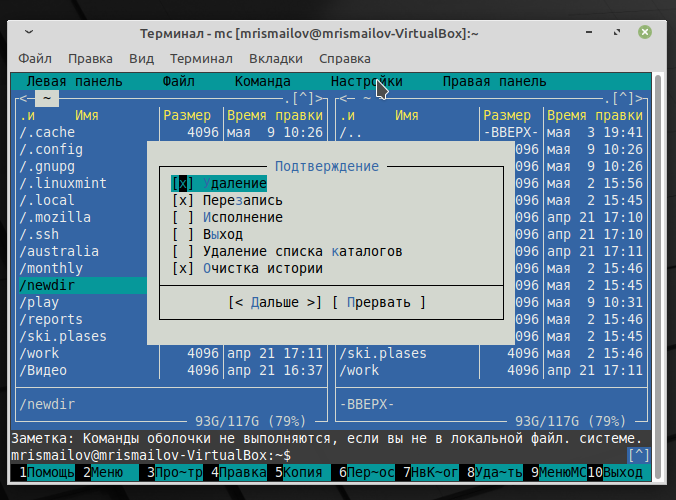 Терминал - mc [mrismailov@mrismailov-VirtualBox]:~
Файл Правка Вид Терминал Вкладки Справка
Левая панель Файл Команда Настройки Правая панель
<─ ~ ─.[^]> <─ ~ ─.[^]>
.и Имя Размер Время правки .и Имя Размер Время правки
/.cache 4096 мая 9 10:26 /.. -ВВЕРХ- мая 3 19:41
/.config 096 мая 9 10:26
/.gnupg 096 мая 9 10:26
/.linuxmint 096 мая 2 15:56
/.local 096 мая 2 15:45
/.mozilla 096 апр 21 17:10
/.ssh 096 апр 21 17:10
/australia 096 апр 21 17:11
/monthly 096 мая 2 15:46
/newdir 096 мая 2 15:45
/play 096 мая 9 10:31
/reports 096 мая 2 15:46
/ski.plases 096 мая 2 15:45
/work 4096 апр 21 17:11 /ski.plases 4096 мая 2 15:46
/Видео 4096 апр 21 16:37 /work 4096 апр 21 17:11
Подтверждение
[x] Удаление
[x] Перезапись
[ ] Исполнение
[ ] Выход
[ ] Удаление списка каталогов
[x] Очистка истории
[< Дальше >] [ Прервать ]
/newdir -ВВЕРХ-
93G/117G (79%) 93G/117G (79%)
Заметка: Команды оболочки не выполняются, если вы не в локальной файл. системе.
mrismailov@mrismailov-VirtualBox:~$ [^]
1Помощь 2Меню 3Про~тр 4Правка 5Копия 6Пер~ос 7НвК~ог 8Уда~ть 9МенюМС 10Выход